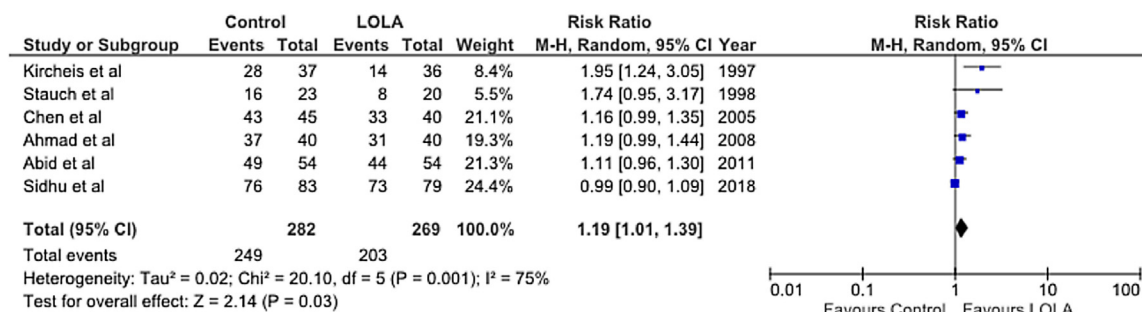 Control LOLA Risk Ratio Risk Ratio
Study or Subgroup Events Total Events Total Weight M-H, Random, 95% CI Year M-H, Random, 95% CI
Kircheis et al 28 37 14 36 8.4% 1.95 [1.24, 3.05] 1997
Stauch et al 16 23 8 20 5.5% 1.74 [0.95, 3.17] 1998
Chen et al 43 45 33 40 21.1% 1.16 [0.99, 1.35] 2005
Ahmad et al 37 40 31 40 19.3% 1.19 [0.99, 1.44] 2008
Abid et al 49 54 44 54 21.3% 1.11 [0.96, 1.30] 2011
Sidhu et al 76 83 73 79 24.4% 0.99 [0.90, 1.09] 2018
Total (95% CI) 282 269 100.0% 1.19 [1.01, 1.39]
Total events 249 203
Heterogeneity: Tau² = 0.02; Chi² = 20.10, df = 5 (P = 0.001); I² = 75%
Test for overall effect: Z = 2.14 (P = 0.03)
0.01 0.1 1 10 100
Favours Control Favours LOLA